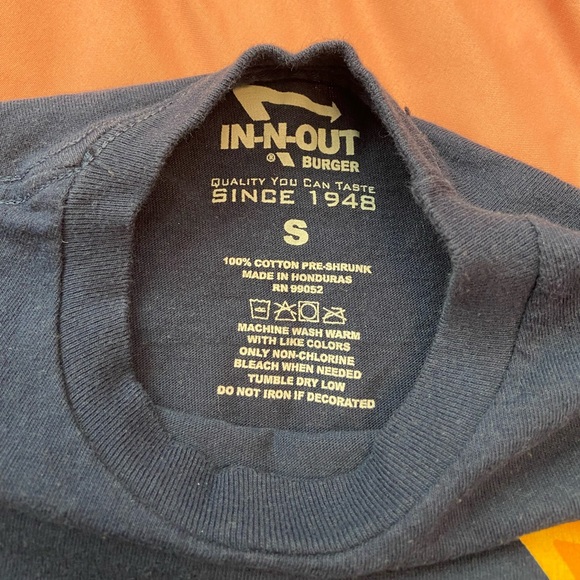 IN-N-OUT
® BURGER
QUALITY YOU CAN TASTE
SINCE 1948
S
100% COTTON PRE-SHRUNK
MADE IN HONDURAS
RN 99052
MACHINE WASH WARM
WITH LIKE COLORS
ONLY NON-CHLORINE
BLEACH WHEN NEEDED
TUMBLE DRY LOW
DO NOT IRON IF DECORATED